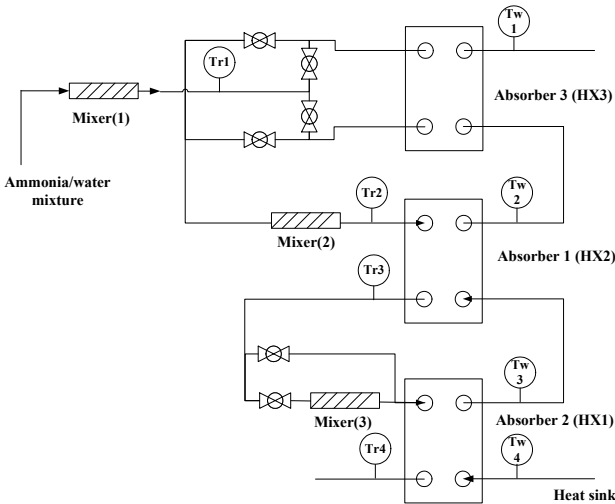 Tw
1
Tr1
Absorber 3 (HX3)
Mixer(1)
Ammonia/water
mixture
Tr2
Tw
2
Mixer(2)
Absorber 1 (HX2)
Tr3
Tw
3
Mixer(3)
Absorber 2 (HX1)
Tr4
Tw
4
Heat sink